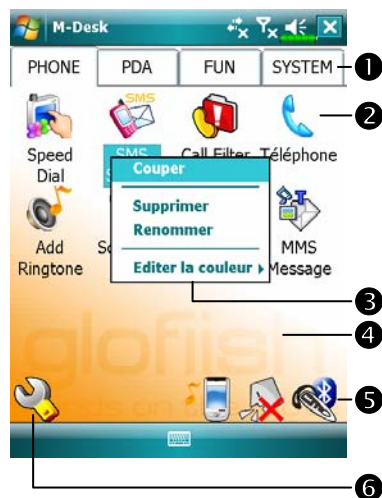 M-Desk
PHONE PDA FUN SYSTEM
1
SMS
2
Speed Dial
SMS
Call Filter
Téléphone
Couper
Supprimer
Renommer
Editer la couleur
Add Ringtone
MMS Message
3
4
glofiish
5
6